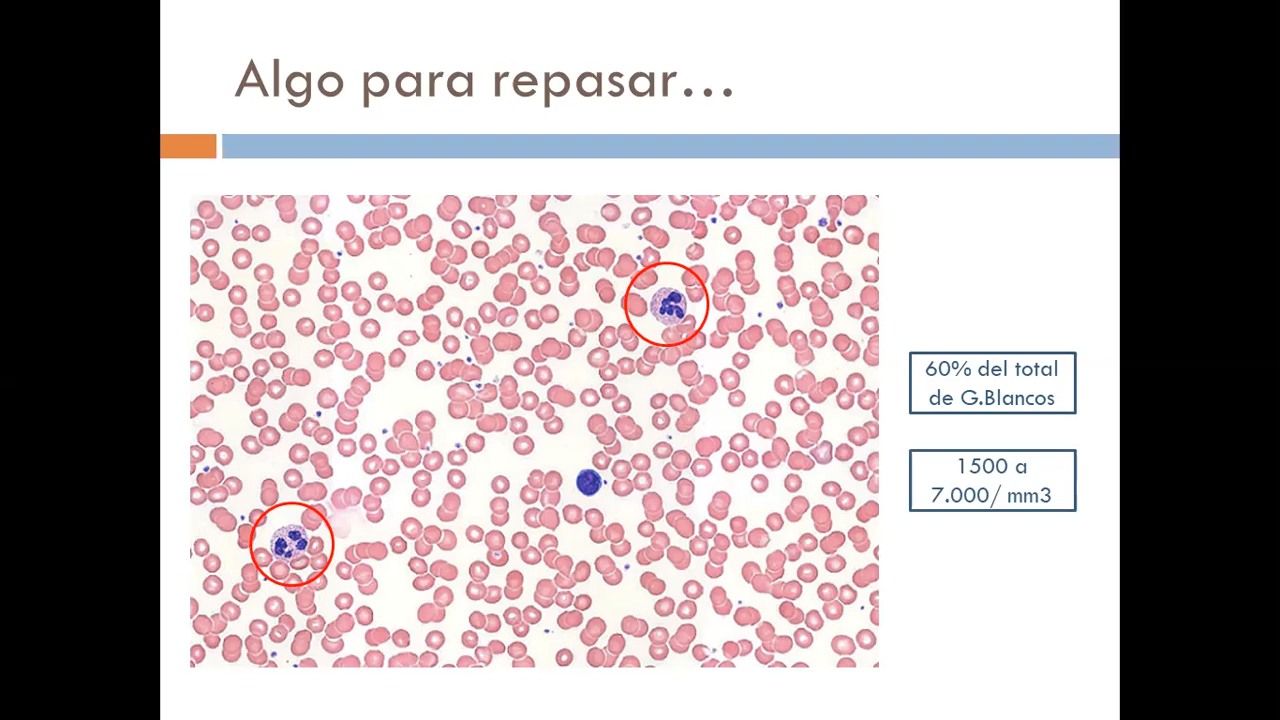 Algo para repasar...
60% del total
de G.Blancos
1500 a
7.000/ mm3